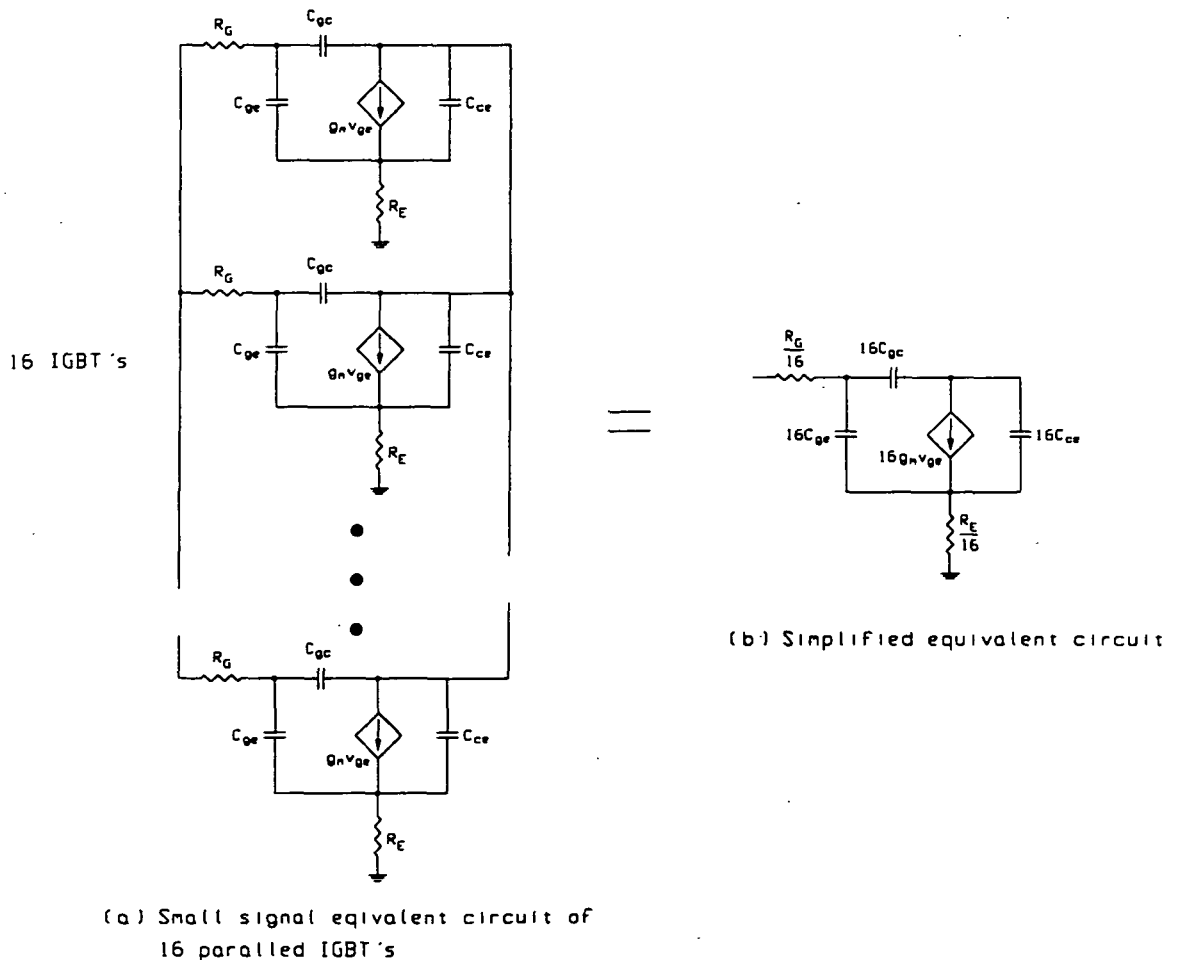 R_G
C_gc
C_ge
g_m v_ge
C_ce
R_E
R_G
C_gc
16 IGBT's
C_ge
g_m v_ge
C_ce
R_E
R_G
C_gc
C_ge
g_m v_ge
C_ce
R_E
(a) Small signal eqivalent circuit of
16 paralled IGBT's
=
R_G
16
16C_gc
16C_ge
16g_m v_ge
16C_ce
R_E
16
(b) Simplified equivalent circuit